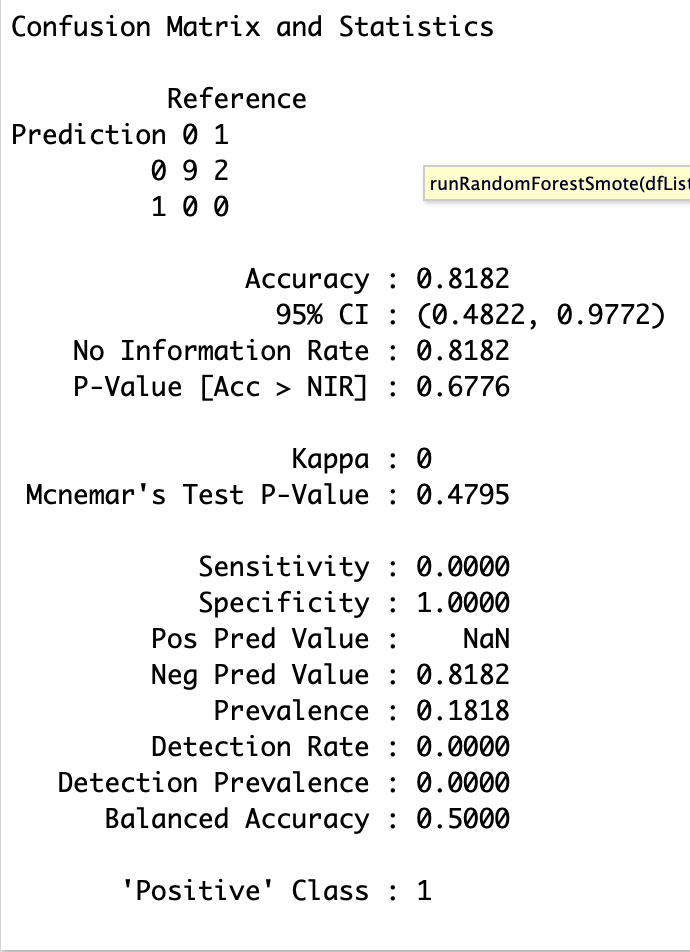 Confusion Matrix and Statistics
Reference
Prediction 0 1
0 9 2
1 0 0
runRandomForestSmote(dfList
Accuracy : 0.8182
95% CI : (0.4822, 0.9772)
No Information Rate : 0.8182
P-Value [Acc > NIR] : 0.6776
Kappa : 0
Mcnemar's Test P-Value : 0.4795
Sensitivity : 0.0000
Specificity : 1.0000
Pos Pred Value : NaN
Neg Pred Value : 0.8182
Prevalence : 0.1818
Detection Rate : 0.0000
Detection Prevalence : 0.0000
Balanced Accuracy : 0.5000
'Positive' Class : 1